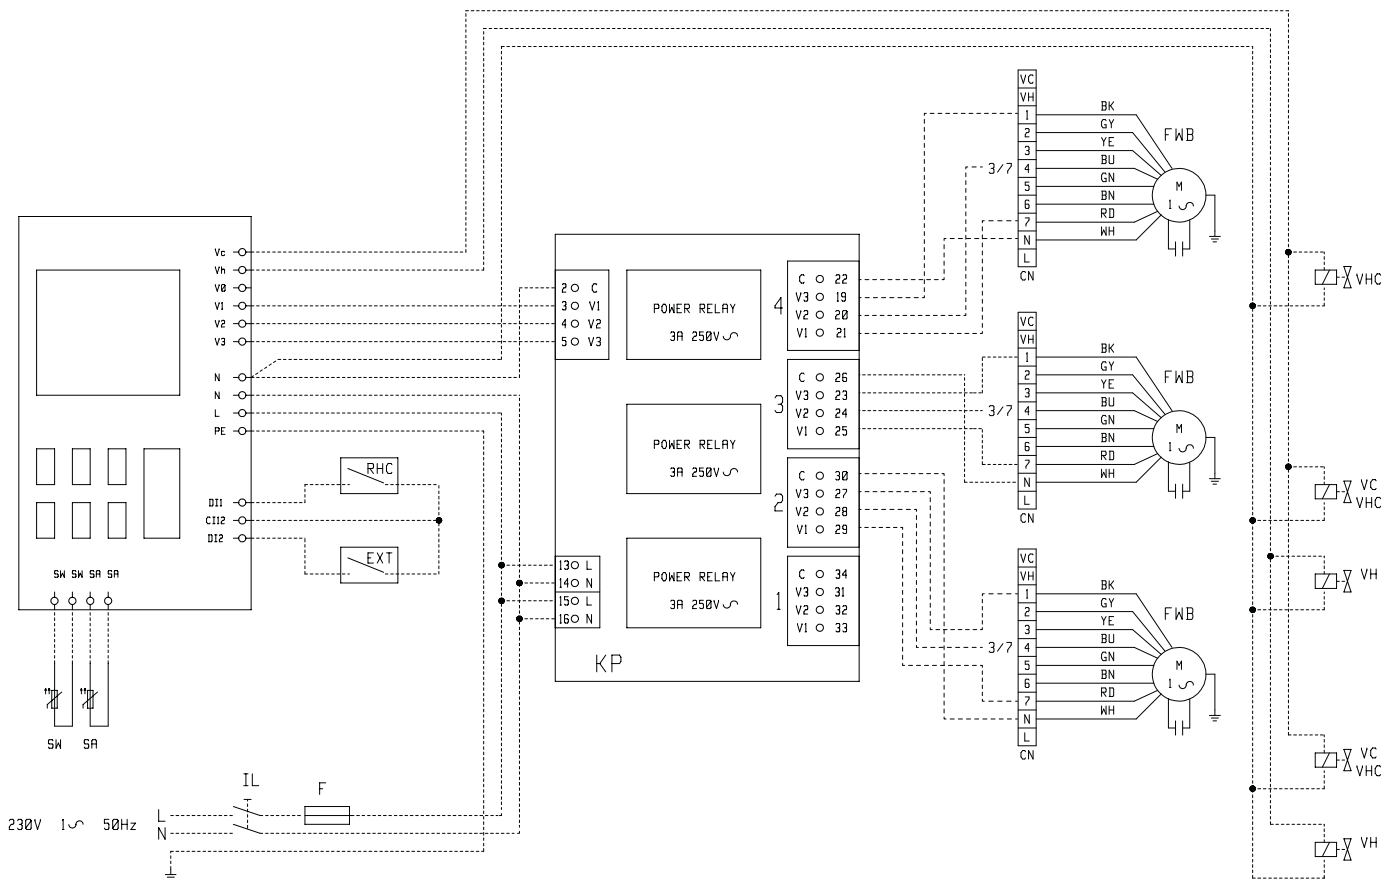 Vc
Vh
V0
V1
V2
V3
N
N
L
PE
DI1
CI12
DI2
SW SW SA SA
SW SA
RHC
EXT
2 C
3 V1
4 V2
5 V3
13 L
14 N
15 L
16 N
POWER RELAY
3A 250V
POWER RELAY
3A 250V
POWER RELAY
3A 250V
KP
4
C 22
V3 19
V2 20
V1 21
3
C 26
V3 23
V2 24
V1 25
2
C 30
V3 27
V2 28
V1 29
1
C 34
V3 31
V2 32
V1 33
VC
VH
1 BK
2 GY
3 YE
3/7 4 BU
5 GN
6 BN
7 RD
N WH
L
CN
FWB
M
1
VC
VH
1 BK
2 GY
3 YE
3/7 4 BU
5 GN
6 BN
7 RD
N WH
L
CN
FWB
M
1
VC
VH
1 BK
2 GY
3 YE
3/7 4 BU
5 GN
6 BN
7 RD
N WH
L
CN
FWB
M
1
VHC
VC
VHC
VH
VC
VHC
VH
IL
F
230V 1 50Hz
L
N